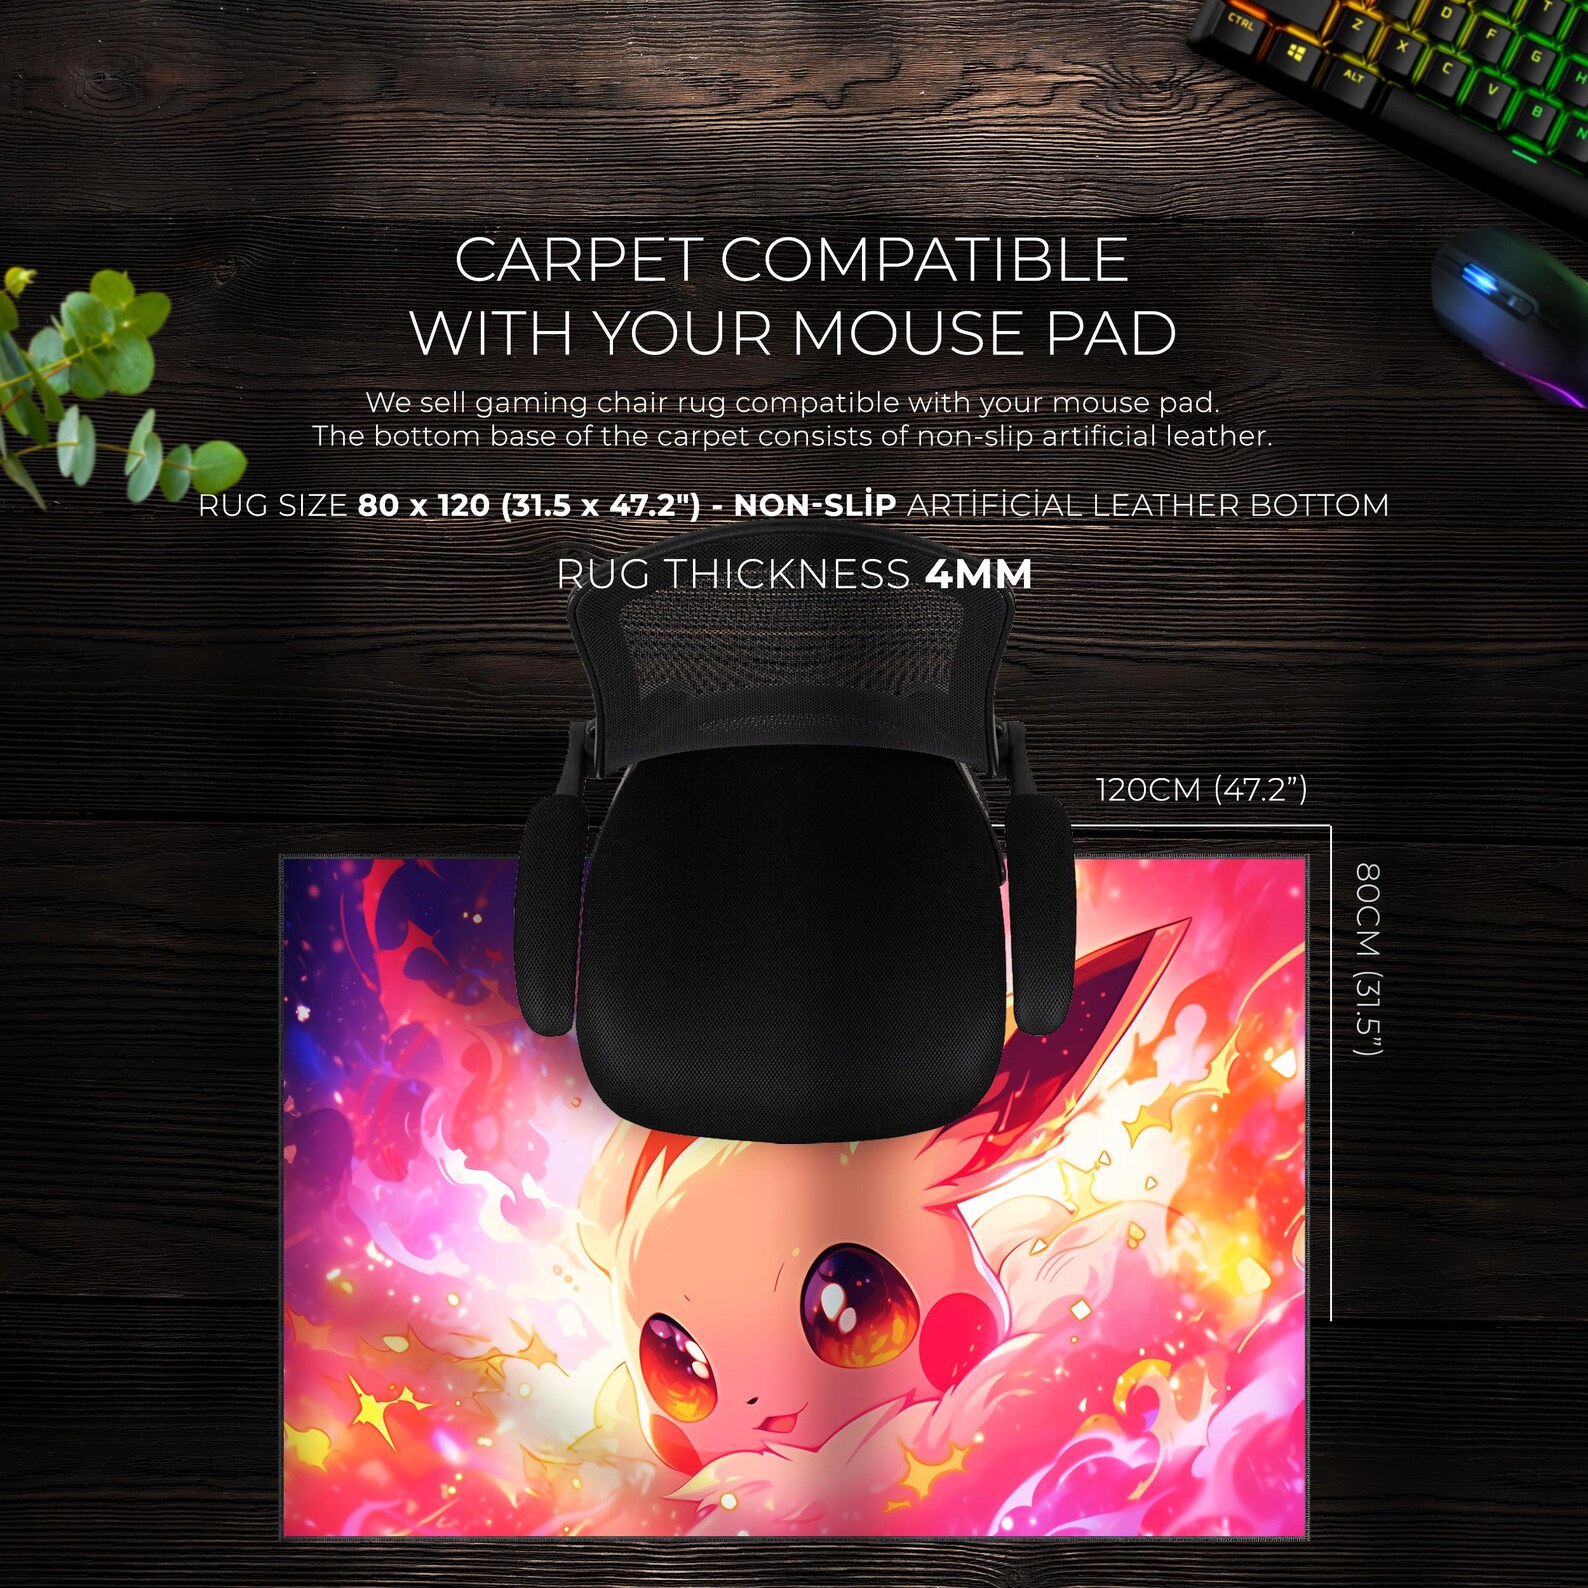 CARPET COMPATIBLE
WITH YOUR MOUSE PAD
We sell gaming chair rug compatible with your mouse pad.
The bottom base of the carpet consists of non-slip artificial leather.
RUG SIZE 80 x 120 (31.5 x 47.2") - NON-SLİP ARTİFİCİAL LEATHER BOTTOM
RUG THICKNESS 4MM
120CM (47.2”)
80CM (31.5”)
CTRL
ALT
Z
X
C
V
B
N
D
F
G
H
T